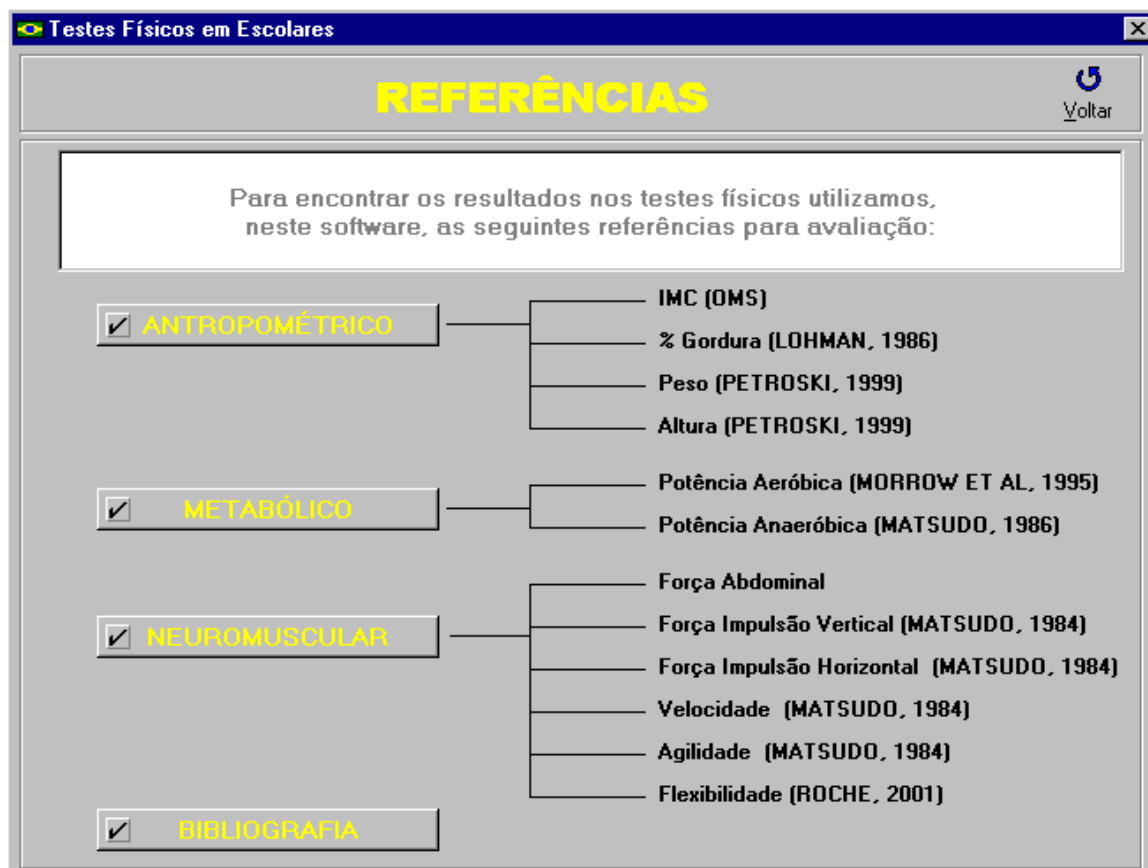 Testes Físicos em Escolares
REFERÊNCIAS
Voltar
Para encontrar os resultados nos testes físicos utilizamos,
neste software, as seguintes referências para avaliação:
ANTROPOMÉTRICO
IMC (OMS)
% Gordura (LOHMAN, 1986)
Peso (PETROSKI, 1999)
Altura (PETROSKI, 1999)
METABÓLICO
Potência Aeróbica (MORROW ET AL, 1995)
Potência Anaeróbica (MATSUDO, 1986)
NEUROMUSCULAR
Força Abdominal
Força Impulsão Vertical (MATSUDO, 1984)
Força Impulsão Horizontal (MATSUDO, 1984)
Velocidade (MATSUDO, 1984)
Agilidade (MATSUDO, 1984)
Flexibilidade (ROCHE, 2001)
BIBLIOGRAFIA